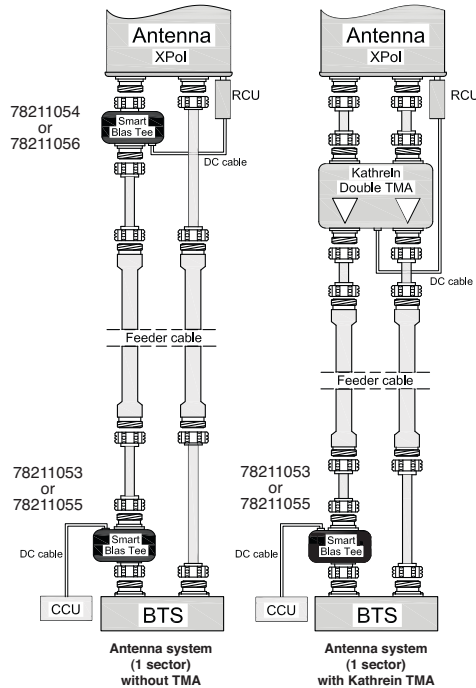 Antenna
XPol
RCU
78211054
or
78211056
Smart
Bias Tee
DC cable
Feeder cable
78211053
or
78211055
Smart
Bias Tee
DC cable
CCU
BTS
Antenna system
(1 sector)
without TMA
Antenna
XPol
RCU
Kathrein
Double TMA
DC cable
Feeder cable
78211053
or
78211055
Smart
Bias Tee
DC cable
CCU
BTS
Antenna system
(1 sector)
with Kathrein TMA